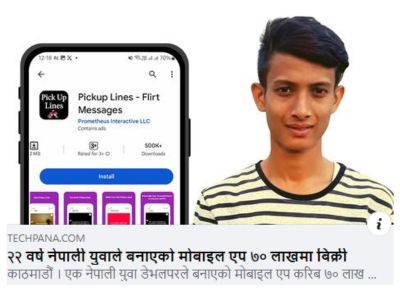 12:18
70%
Pickup Lines - Flirt
Messages
Prometheus Interactive LLC
Contains ads
Pick Up
Lines
2 MB
Rated for 3+
500K+
Downloads
Install
TECHPANA.COM
२२ वर्षे नेपाली युवाले बनाएको मोबाइल एप ७० लाखमा बिक्री
काठमाडौं । एक नेपाली युवा डेभलपरले बनाएको मोबाइल एप करिब ७० लाख ...